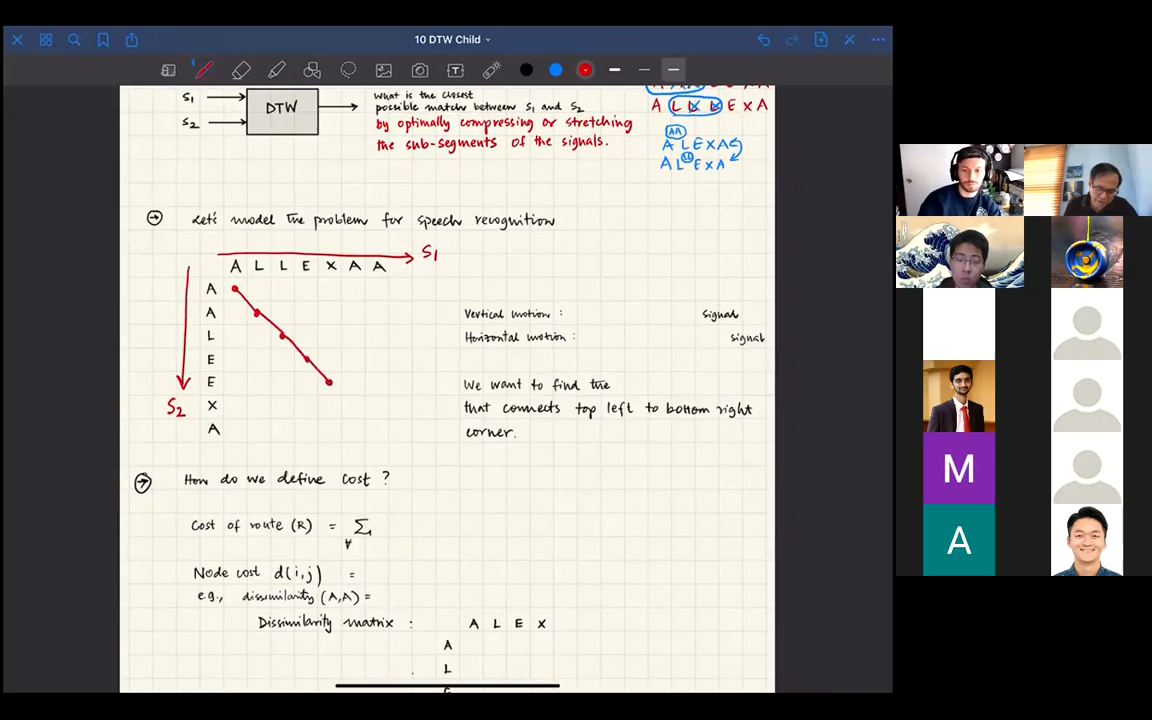 10 DTW Child
S1
S2
DTW
What is the closest
possible match between S1 and S2
by optimally compressing or stretching
the sub-segments of the signals.
A L L L E X A
AA
A L E X A
LL
A L E X A
→ Let's model the problem for speech recognition
S1
A L L E X A A
A
A
L
E
E
X
A
S2
Vertical motion : signal
Horizontal motion : signal
We want to find the
that connects top left to bottom right
corner.
→ How do we define cost ?
Cost of route (R) = ∑
∀
Node cost d(i,j) =
e.g., dissimilarity (A,A) =
Dissimilarity matrix : A L E X
A
L
M
A